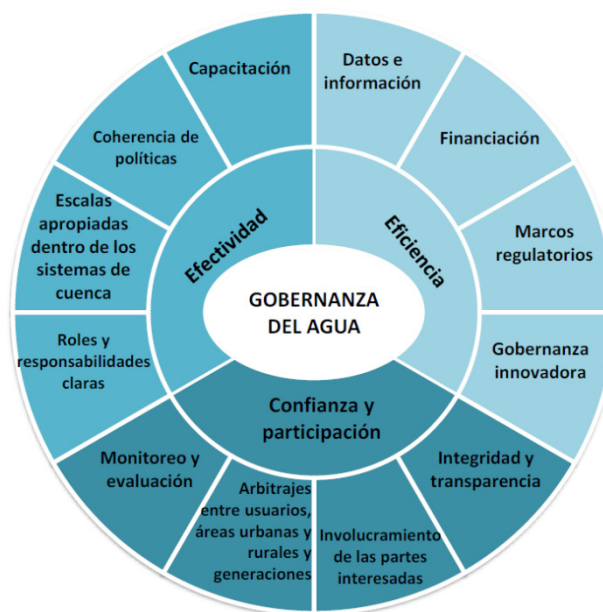 GOBERNANZA
DEL AGUA
Efectividad
Eficiencia
Confianza y
participación
Capacitación
Datos e
información
Financiación
Marcos
regulatorios
Gobernanza
innovadora
Integridad y
transparencia
Involucramiento
de las partes
interesadas
Arbitrajes
entre usuarios,
áreas urbanas y
rurales y
generaciones
Monitoreo y
evaluación
Roles y
responsabilidades
claras
Escalas
apropiadas
dentro de los
sistemas de
cuenca
Coherencia de
políticas